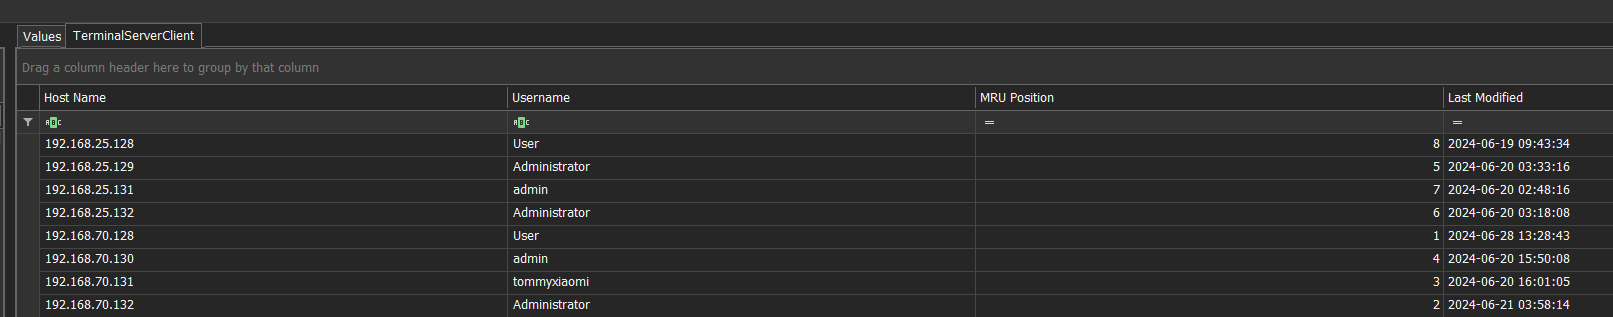 Values TerminalServerClient
Drag a column header here to group by that column
Host Name Username MRU Position Last Modified
ABC ABC = =
192.168.25.128 User 8 2024-06-19 09:43:34
192.168.25.129 Administrator 5 2024-06-20 03:33:16
192.168.25.131 admin 7 2024-06-20 02:48:16
192.168.25.132 Administrator 6 2024-06-20 03:18:08
192.168.70.128 User 1 2024-06-28 13:28:43
192.168.70.130 admin 4 2024-06-20 15:50:08
192.168.70.131 tommyxiaomi 3 2024-06-20 16:01:05
192.168.70.132 Administrator 2 2024-06-21 03:58:14